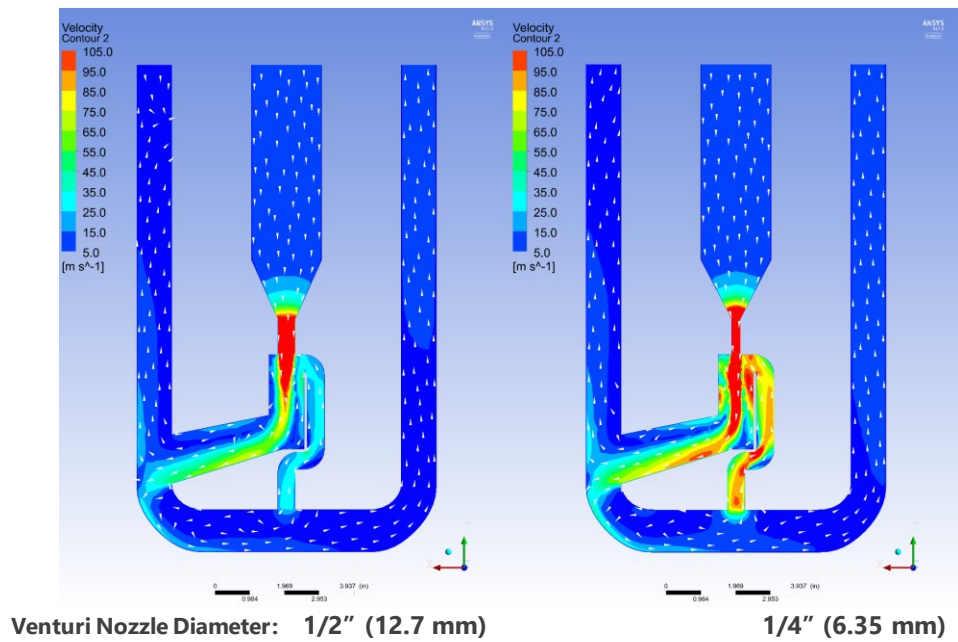 Velocity
Contour 2
105.0
95.0
85.0
75.0
65.0
55.0
45.0
35.0
25.0
15.0
5.0
[m s^-1]
ANSYS
0 1.969 3.937 (in)
0.984 2.953
Velocity
Contour 2
105.0
95.0
85.0
75.0
65.0
55.0
45.0
35.0
25.0
15.0
5.0
[m s^-1]
ANSYS
0 1.969 3.937 (in)
0.984 2.953
Venturi Nozzle Diameter: 1/2” (12.7 mm) 1/4” (6.35 mm)